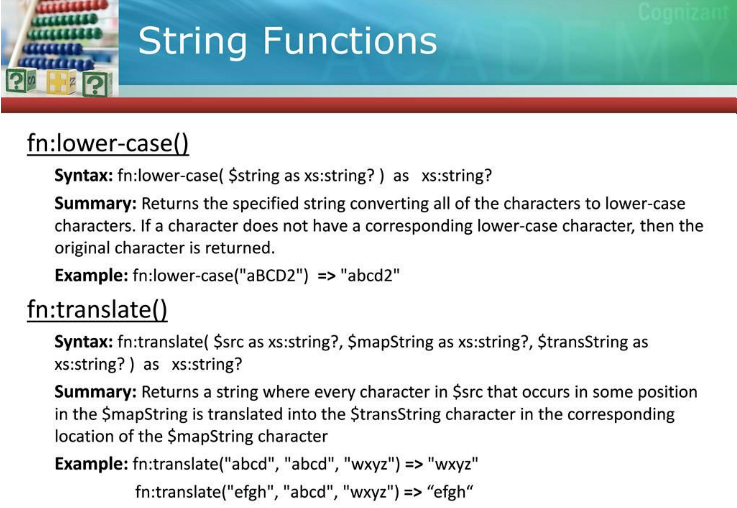 Cognizant
ACADEMY
String Functions
fn:lower-case()
Syntax: fn:lower-case( $string as xs:string? ) as xs:string?
Summary: Returns the specified string converting all of the characters to lower-case
characters. If a character does not have a corresponding lower-case character, then the
original character is returned.
Example: fn:lower-case("aBCD2") => "abcd2"
fn:translate()
Syntax: fn:translate( $src as xs:string?, $mapString as xs:string?, $transString as
xs:string? ) as xs:string?
Summary: Returns a string where every character in $src that occurs in some position
in the $mapString is translated into the $transString character in the corresponding
location of the $mapString character
Example: fn:translate("abcd", "abcd", "wxyz") => "wxyz"
fn:translate("efgh", "abcd", "wxyz") => “efgh“